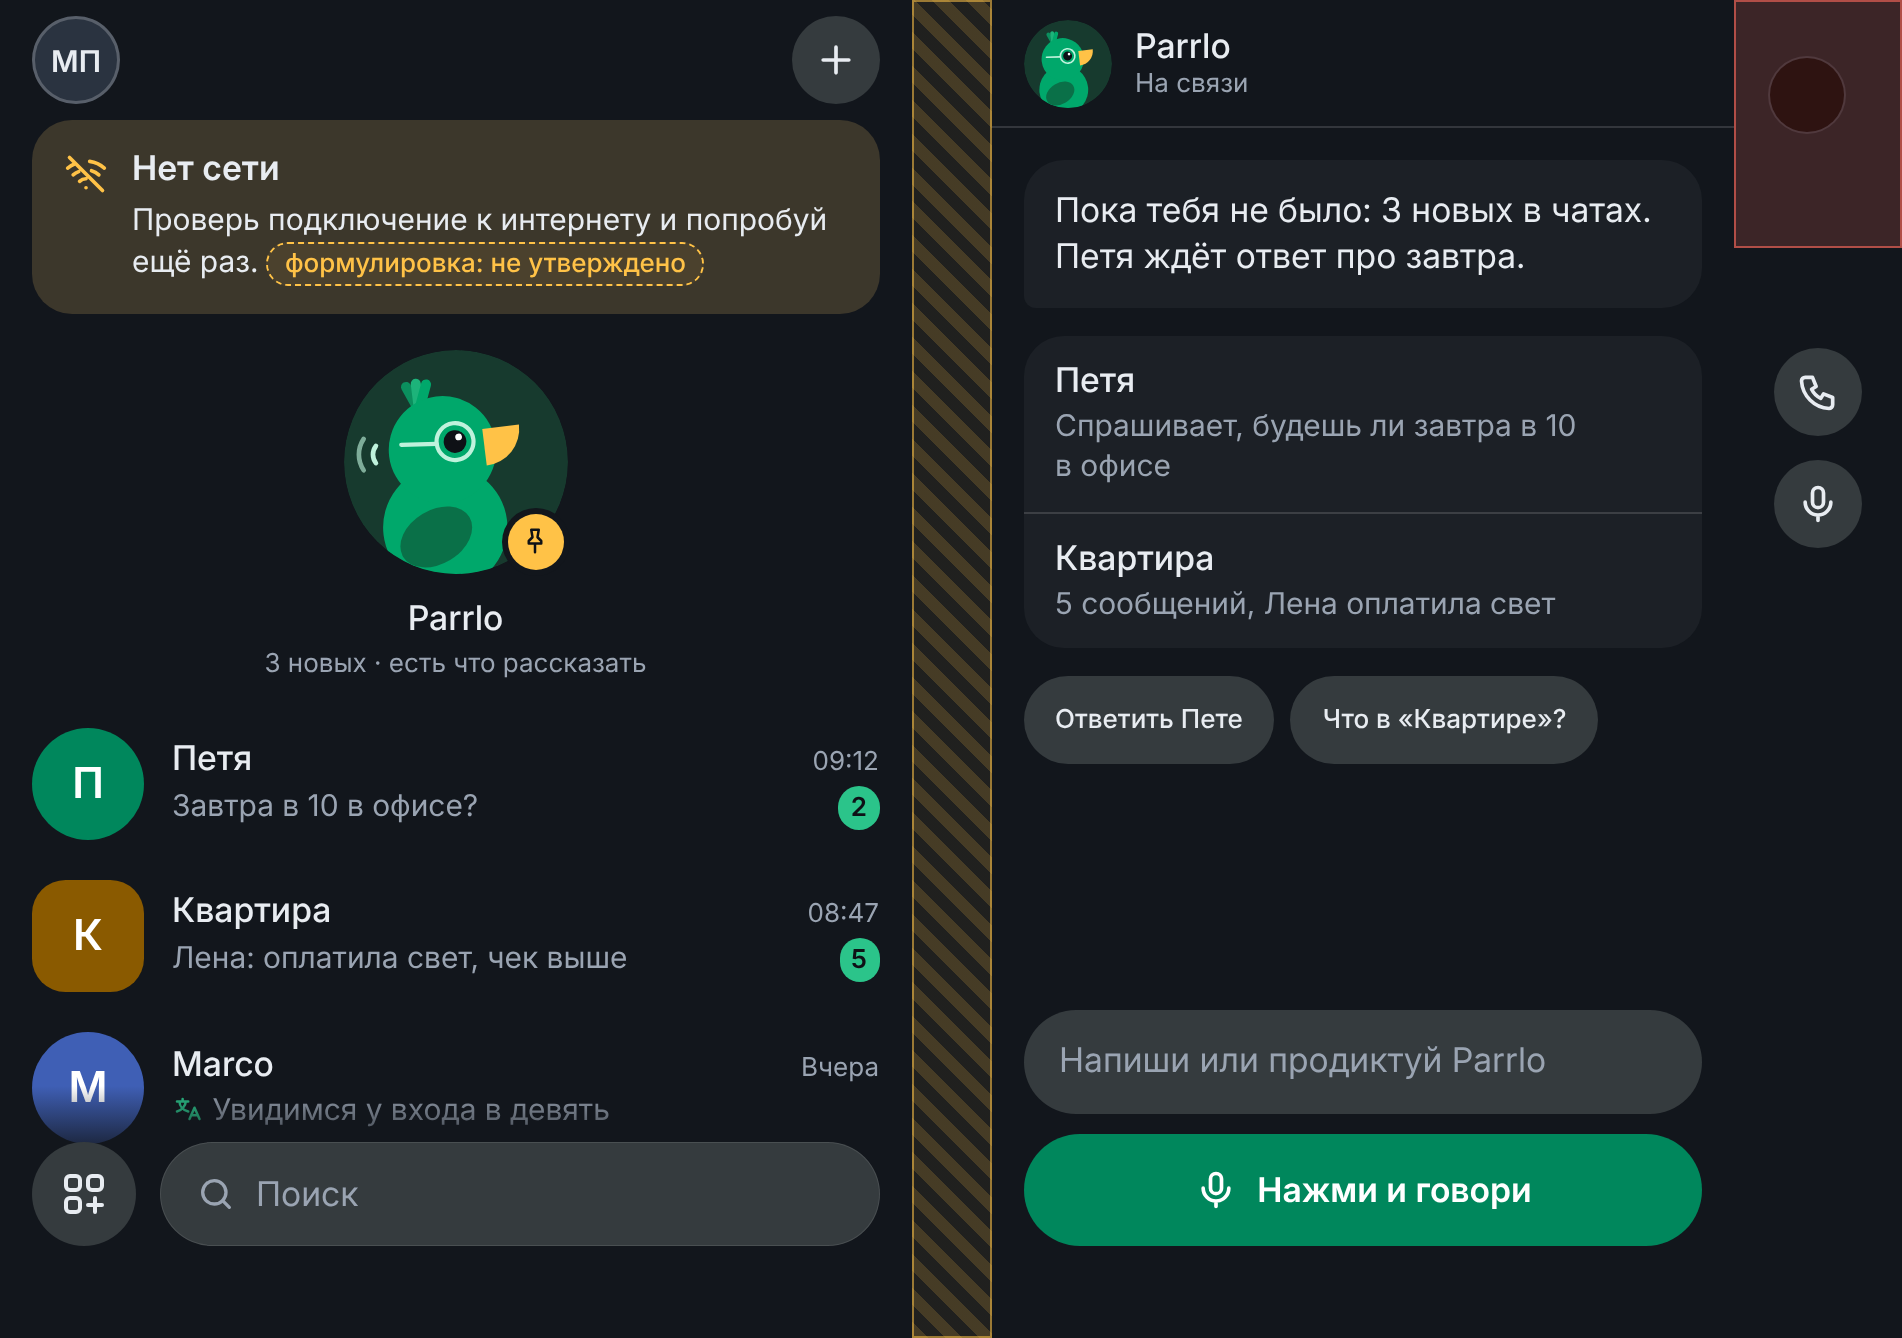 МП
Нет сети
Проверь подключение к интернету и попробуй
ещё раз. формулировка: не утверждено
Parrlo
3 новых · есть что рассказать
П
Петя
09:12
Завтра в 10 в офисе?
2
К
Квартира
08:47
Лена: оплатила свет, чек выше
5
M
Marco
Вчера
Увидимся у входа в девять
Поиск
Parrlo
На связи
Пока тебя не было: 3 новых в чатах.
Петя ждёт ответ про завтра.
Петя
Спрашивает, будешь ли завтра в 10
в офисе
Квартира
5 сообщений, Лена оплатила свет
Ответить Пете
Что в «Квартире»?
Напиши или продиктуй Parrlo
Нажми и говори